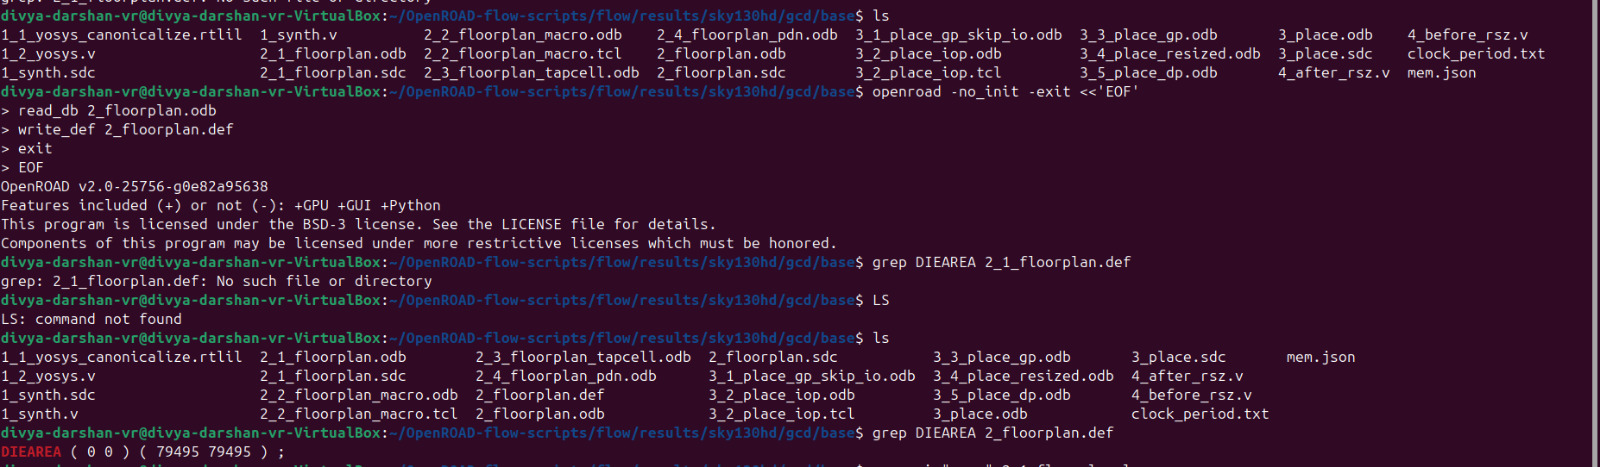 grep: 2_1_floorplan.def: No such file or directory
divya-darshan-vr@divya-darshan-vr-VirtualBox:~/OpenROAD-flow-scripts/flow/results/sky130hd/gcd/base$ ls
1_1_yosys_canonicalize.rtlil 1_synth.v 2_2_floorplan_macro.odb 2_4_floorplan_pdn.odb 3_1_place_gp_skip_io.odb 3_3_place_gp.odb 3_place.odb 4_before_rsz.v
1_2_yosys.v 2_1_floorplan.odb 2_2_floorplan_macro.tcl 2_floorplan.odb 3_2_place_iop.odb 3_4_place_resized.odb 3_place.sdc clock_period.txt
1_synth.sdc 2_1_floorplan.sdc 2_3_floorplan_tapcell.odb 2_floorplan.sdc 3_2_place_iop.tcl 3_5_place_dp.odb 4_after_rsz.v mem.json
divya-darshan-vr@divya-darshan-vr-VirtualBox:~/OpenROAD-flow-scripts/flow/results/sky130hd/gcd/base$ openroad -no_init -exit <<'EOF'
> read_db 2_floorplan.odb
> write_def 2_floorplan.def
> exit
> EOF
OpenROAD v2.0-25756-g0e82a95638
Features included (+) or not (-): +GPU +GUI +Python
This program is licensed under the BSD-3 license. See the LICENSE file for details.
Components of this program may be licensed under more restrictive licenses which must be honored.
divya-darshan-vr@divya-darshan-vr-VirtualBox:~/OpenROAD-flow-scripts/flow/results/sky130hd/gcd/base$ grep DIEAREA 2_1_floorplan.def
grep: 2_1_floorplan.def: No such file or directory
divya-darshan-vr@divya-darshan-vr-VirtualBox:~/OpenROAD-flow-scripts/flow/results/sky130hd/gcd/base$ LS
LS: command not found
divya-darshan-vr@divya-darshan-vr-VirtualBox:~/OpenROAD-flow-scripts/flow/results/sky130hd/gcd/base$ ls
1_1_yosys_canonicalize.rtlil 2_1_floorplan.odb 2_3_floorplan_tapcell.odb 2_floorplan.sdc 3_3_place_gp.odb 3_place.sdc mem.json
1_2_yosys.v 2_1_floorplan.sdc 2_4_floorplan_pdn.odb 3_1_place_gp_skip_io.odb 3_4_place_resized.odb 4_after_rsz.v
1_synth.sdc 2_2_floorplan_macro.odb 2_floorplan.def 3_2_place_iop.odb 3_5_place_dp.odb 4_before_rsz.v
1_synth.v 2_2_floorplan_macro.tcl 2_floorplan.odb 3_2_place_iop.tcl 3_place.odb clock_period.txt
divya-darshan-vr@divya-darshan-vr-VirtualBox:~/OpenROAD-flow-scripts/flow/results/sky130hd/gcd/base$ grep DIEAREA 2_floorplan.def
DIEAREA ( 0 0 ) ( 79495 79495 ) ;